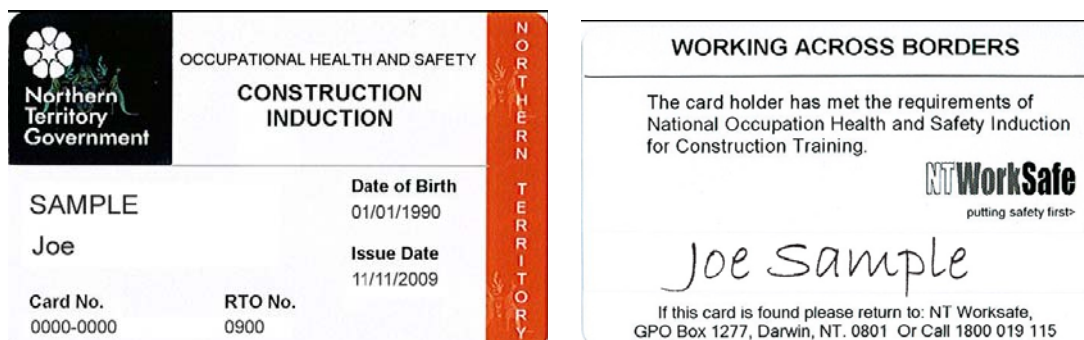 Northern
Territory
Government
OCCUPATIONAL HEALTH AND SAFETY
CONSTRUCTION
INDUCTION
SAMPLE
Joe
Date of Birth
01/01/1990
Issue Date
11/11/2009
Card No.
0000-0000
RTO No.
0900
NORTHERN TERRITORY
WORKING ACROSS BORDERS
The card holder has met the requirements of
National Occupation Health and Safety Induction
for Construction Training.
NTWorkSafe
putting safety first>
Joe Sample
If this card is found please return to: NT Worksafe,
GPO Box 1277, Darwin, NT. 0801 Or Call 1800 019 115